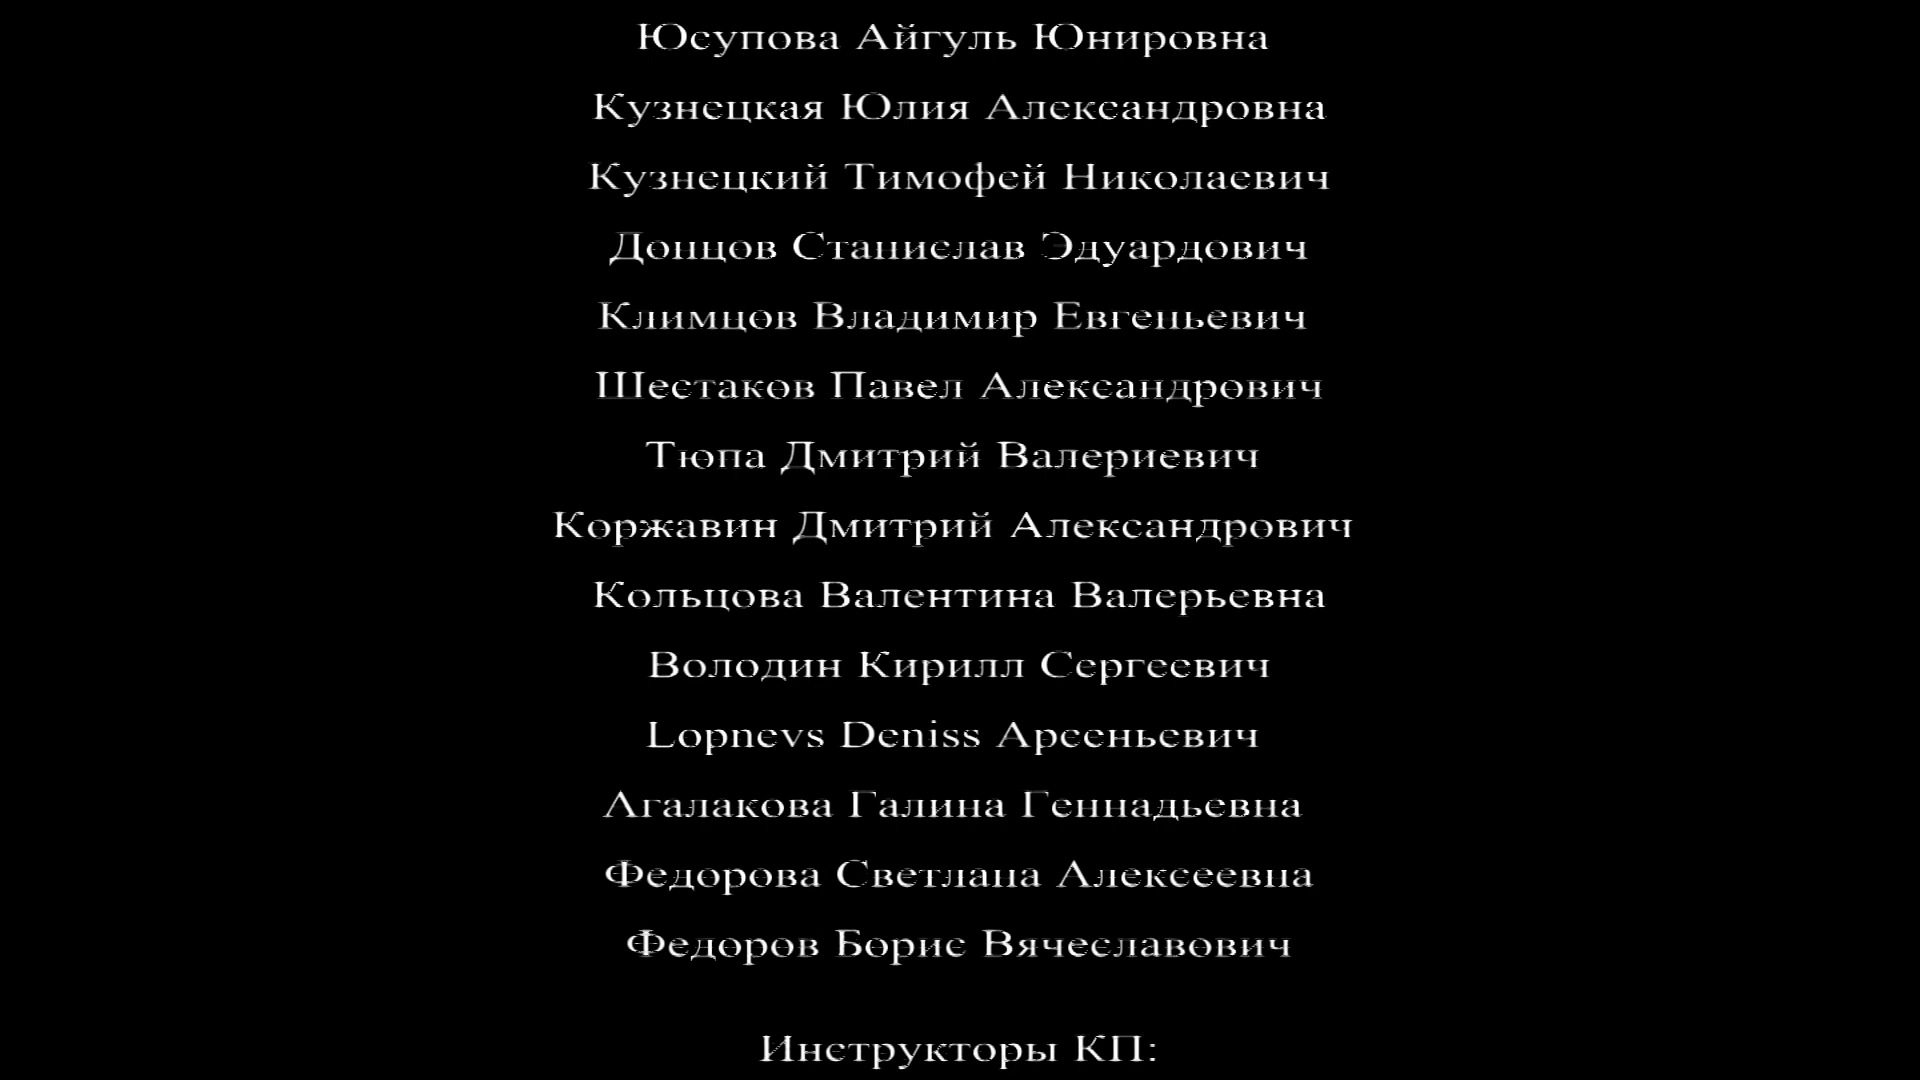 Юсупова Айгуль Юнировна
Кузнецкая Юлия Александровна
Кузнецкий Тимофей Николаевич
Донцов Станислав Эдуардович
Климцов Владимир Евгеньевич
Шестаков Павел Александрович
Тюпа Дмитрий Валериевич
Коржавин Дмитрий Александрович
Кольцова Валентина Валерьевна
Володин Кирилл Сергеевич
Lopnevs Deniss Арсеньевич
Агалакова Галина Геннадьевна
Федорова Светлана Алексеевна
Федоров Борис Вячеславович
Инструкторы КП: